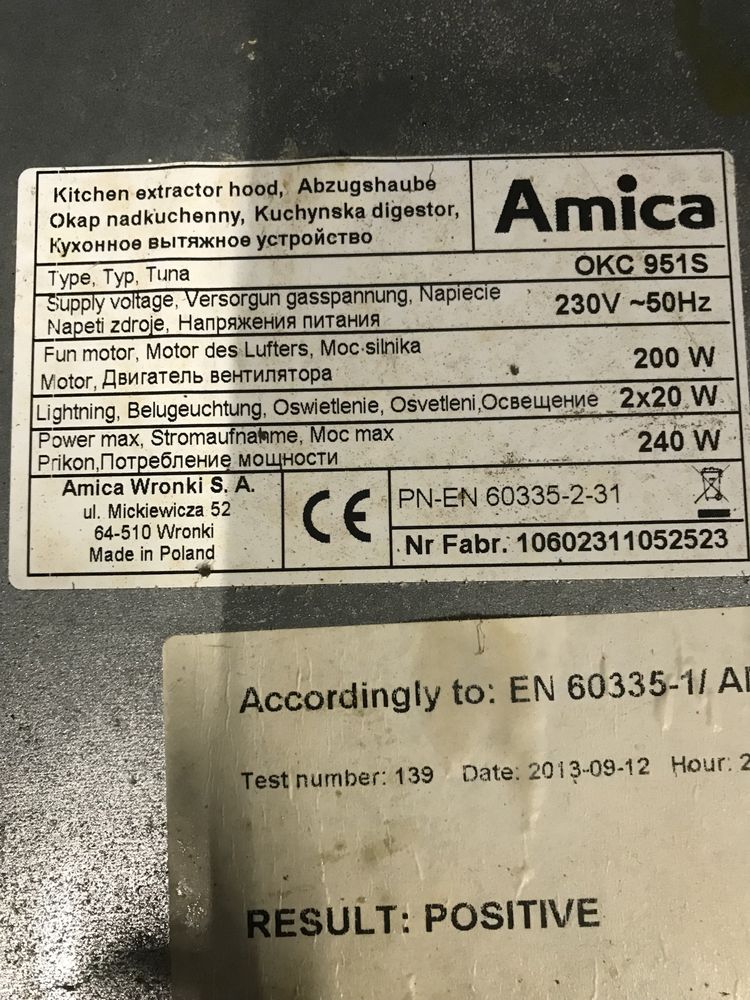 Kitchen extractor hood, Abzugshaube
Okap nadkuchenny, Kuchynska digestor,
Кухонное вытяжное устройство
Amica
Type, Typ, Tuna
OKC 951S
Supply voltage, Versorgun gasspannung, Napiecie
Napeti zdroje, Напряжения питания
230V ~50Hz
Fun motor, Motor des Lufters, Moc silnika
Motor, Двигатель вентилятора
200 W
Lightning, Belugeuchtung, Oswietlenie, Osvetleni,Освещение
2x20 W
Power max, Stromaufnahme, Moc max
Prikon,Потребление мощности
240 W
Amica Wronki S. A.
ul. Mickiewicza 52
64-510 Wronki
Made in Poland
CE
PN-EN 60335-2-31
Nr Fabr. 10602311052523
Accordingly to: EN 60335-1/
Test number: 139 Date: 2013-09-12 Hour: 2
RESULT: POSITIVE